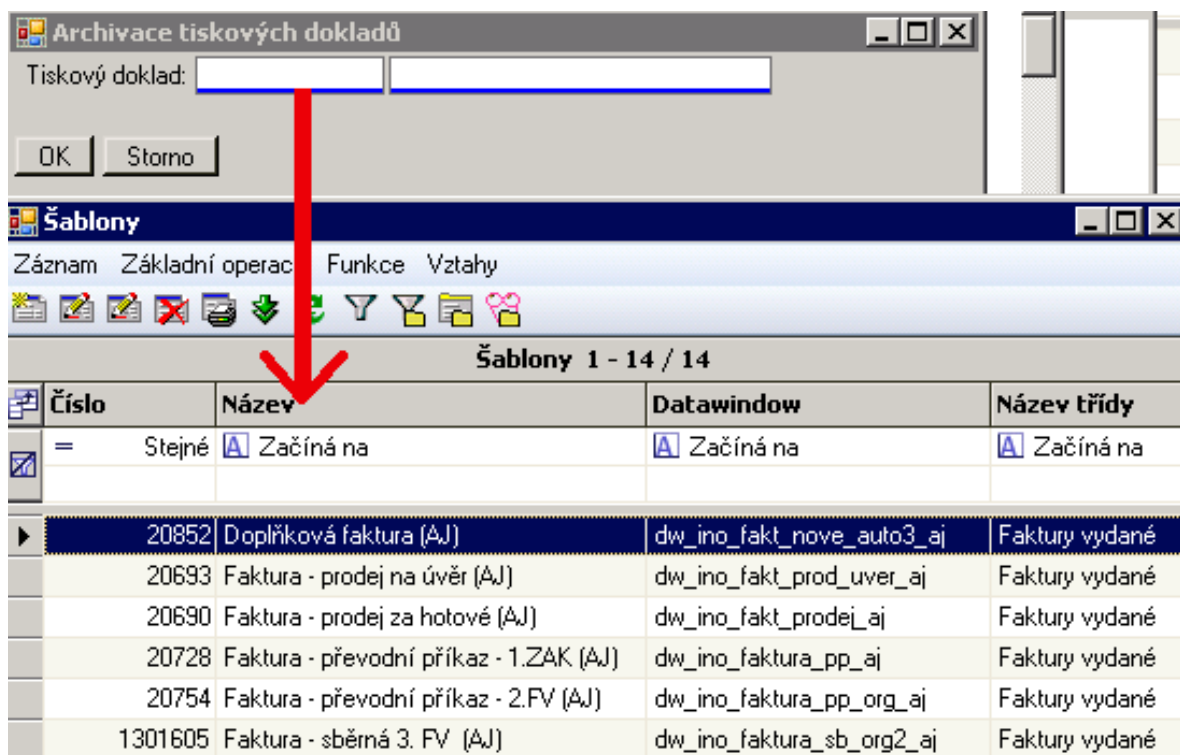 Archivace tiskových dokladů
Tiskový doklad:
OK Storno
Šablony
Záznam Základní operac Funkce Vztahy
Šablony 1 - 14 / 14
Číslo Název Datawindow Název třídy
= Stejné A Začíná na A Začíná na A Začíná na
20852 Doplňková faktura (AJ) dw_ino_fakt_nove_auto3_aj Faktury vydané
20693 Faktura - prodej na úvěr (AJ) dw_ino_fakt_prod_uver_aj Faktury vydané
20690 Faktura - prodej za hotové (AJ) dw_ino_fakt_prodej_aj Faktury vydané
20728 Faktura - převodní příkaz - 1.ZAK (AJ) dw_ino_faktura_pp_aj Faktury vydané
20754 Faktura - převodní příkaz - 2.FV (AJ) dw_ino_faktura_pp_org_aj Faktury vydané
1301605 Faktura - sběrná 3. FV (AJ) dw_ino_faktura_sb_org2_aj Faktury vydané